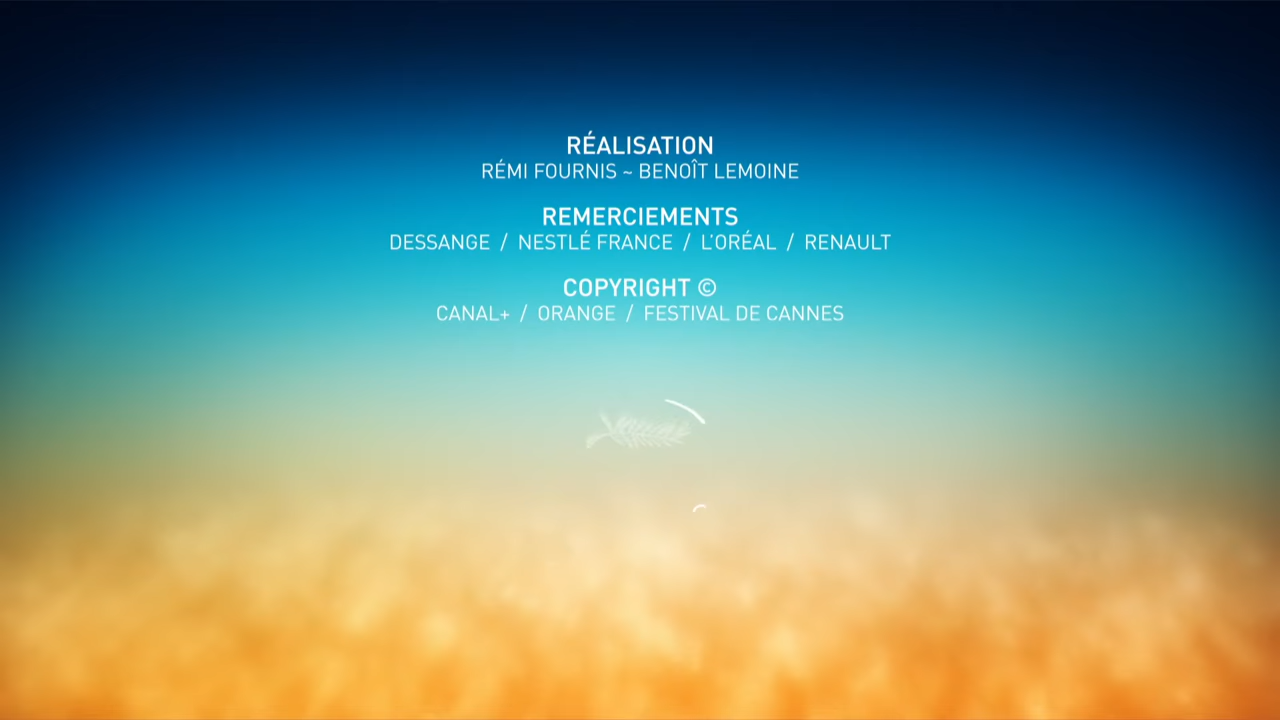 RÉALISATION
RÉMI FOURNIS ~ BENOÎT LEMOINE
REMERCIEMENTS
DESSANGE / NESTLÉ FRANCE / L'ORÉAL / RENAULT
COPYRIGHT ©
CANAL+ / ORANGE / FESTIVAL DE CANNES